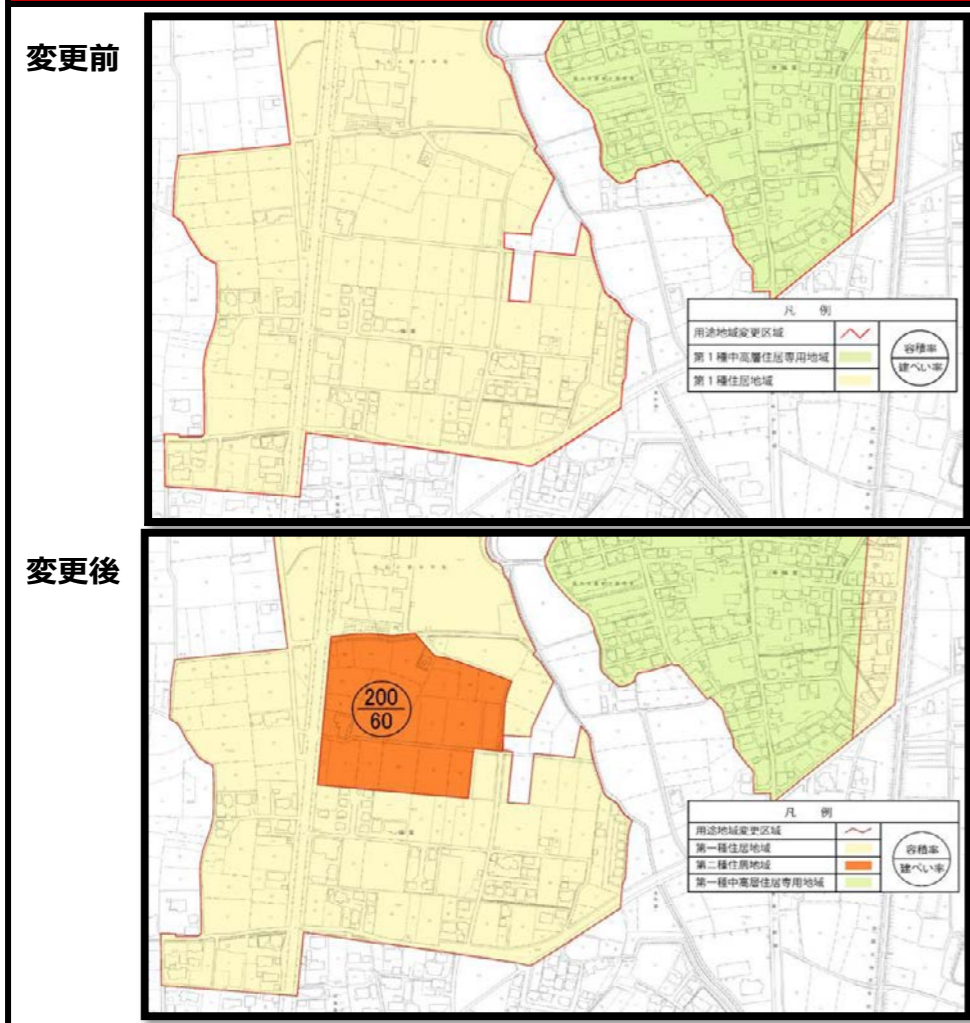 変更前
凡 例
用途地域変更区域
第1種中高層住居専用地域
第1種住居地域
容積率
建ぺい率
変更後
200
60
凡 例
用途地域変更区域
第一種住居地域
第二種住居地域
第一種中高層住居専用地域
容積率
建ぺい率